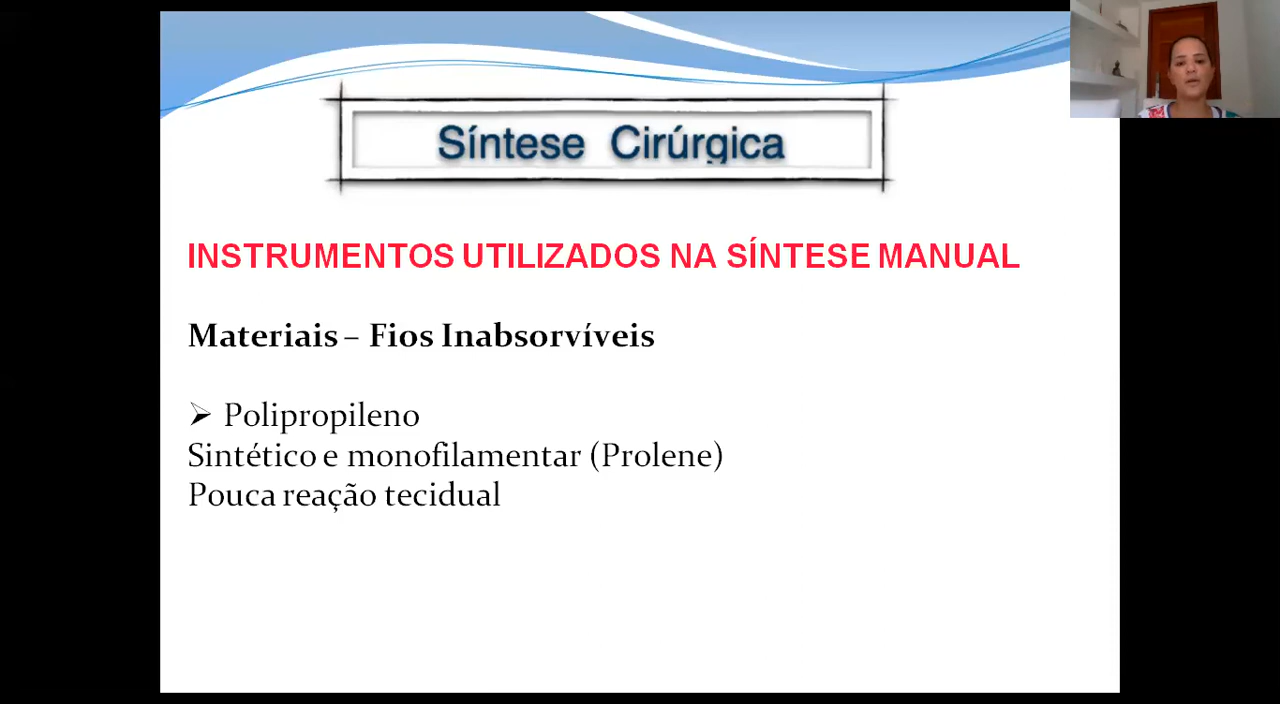 Síntese Cirúrgica
INSTRUMENTOS UTILIZADOS NA SÍNTESE MANUAL
Materiais – Fios Inabsorvíveis
➢ Polipropileno
Sintético e monofilamentar (Prolene)
Pouca reação tecidual